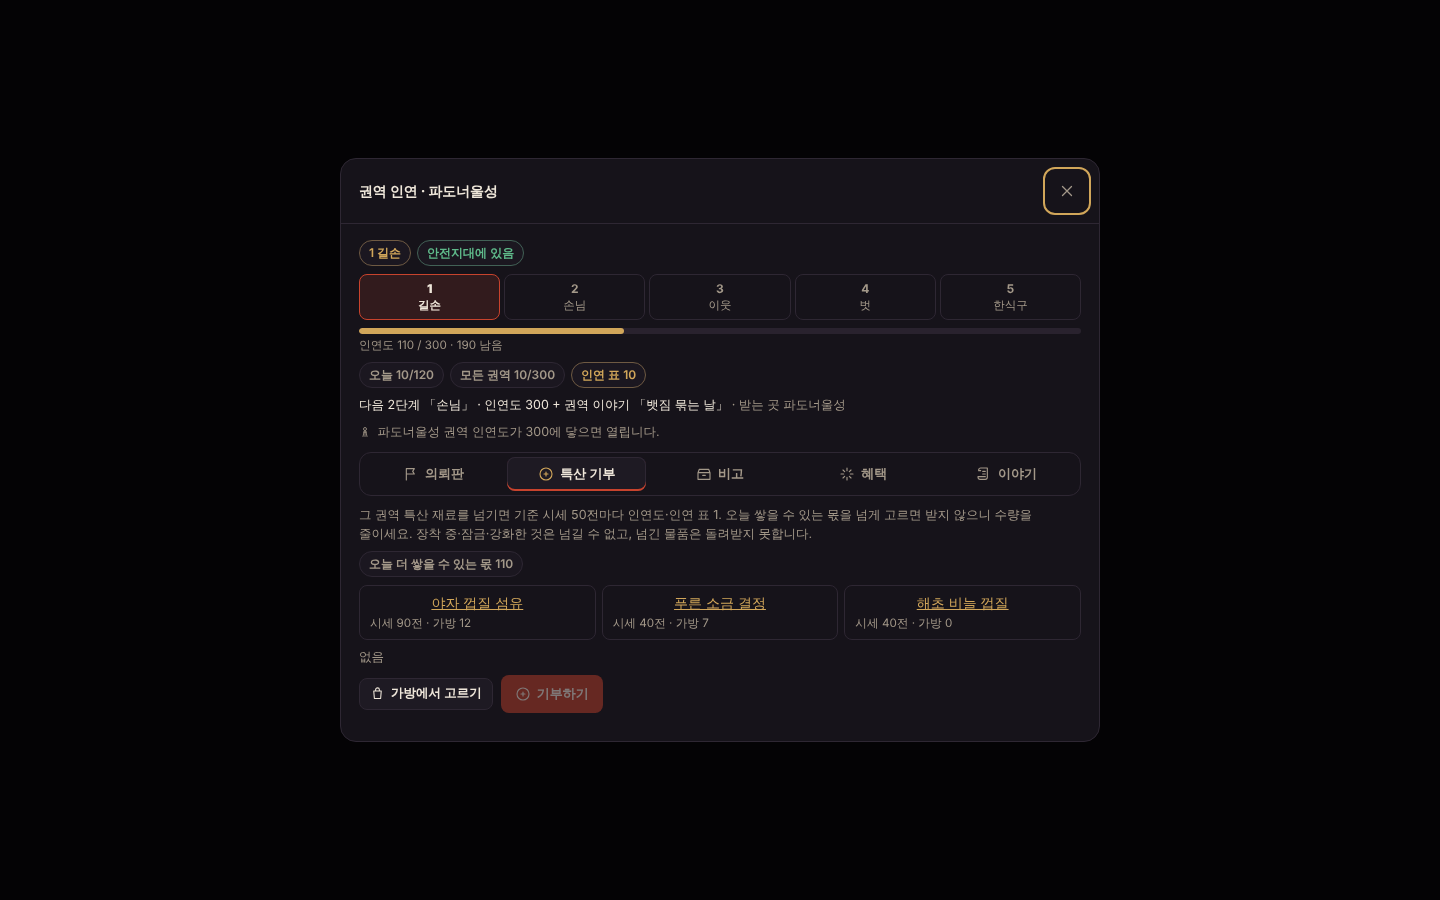 권역 인연 · 파도너울성
1 길손 안전지대에 있음
1 2 3 4 5
길손 손님 이웃 벗 한식구
인연도 110 / 300 · 190 남음
오늘 10/120 모든 권역 10/300 인연 표 10
다음 2단계 「손님」 · 인연도 300 + 권역 이야기 「뱃짐 묶는 날」 · 받는 곳 파도너울성
파도너울성 권역 인연도가 300에 닿으면 열립니다.
의뢰판 특산 기부 비고 혜택 이야기
그 권역 특산 재료를 넘기면 기준 시세 50전마다 인연도·인연 표 1. 오늘 쌓을 수 있는 몫을 넘게 고르면 받지 않으니 수량을
줄이세요. 장착 중·잠금·강화한 것은 넘길 수 없고, 넘긴 물품은 돌려받지 못합니다.
오늘 더 쌓을 수 있는 몫 110
야자 껍질 섬유 푸른 소금 결정 해초 비늘 껍질
시세 90전 · 가방 12 시세 40전 · 가방 7 시세 40전 · 가방 0
없음
가방에서 고르기 기부하기